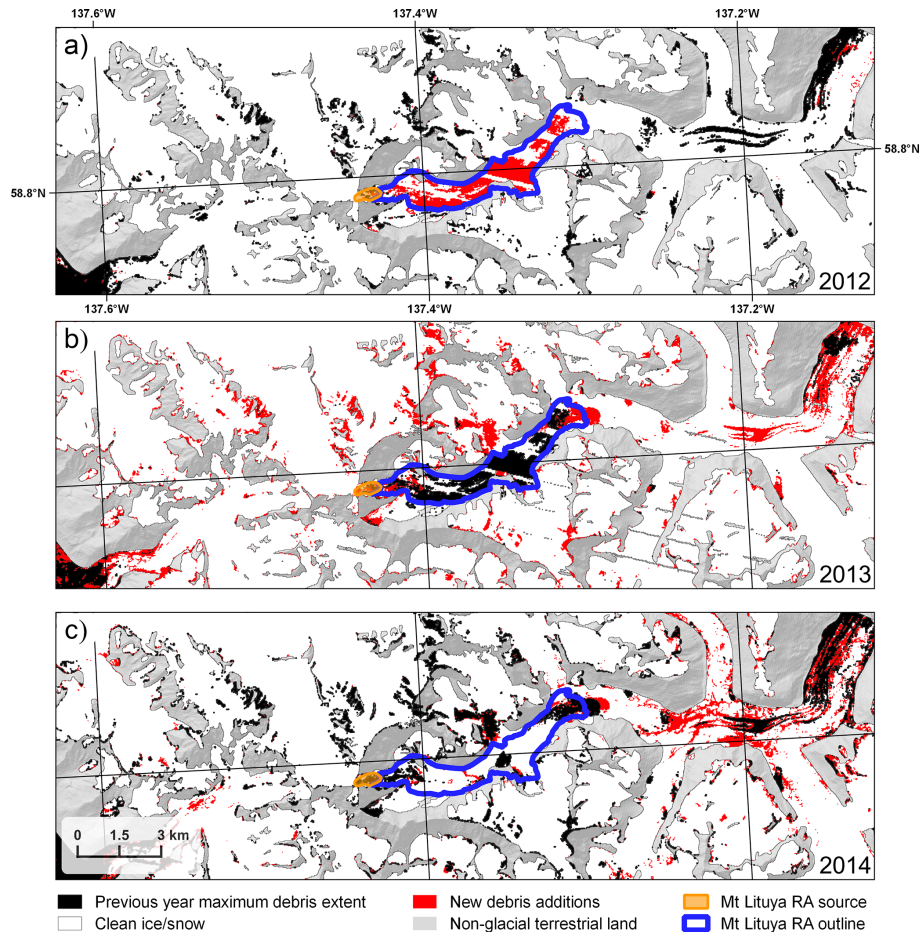 137.6°W 137.4°W 137.2°W
a)
58.8°N
58.8°N
2012
137.6°W 137.4°W 137.2°W
b)
2013
c)
0 1.5 3 km
2014
Previous year maximum debris extent New debris additions Mt Lituya RA source
Clean ice/snow Non-glacial terrestrial land Mt Lituya RA outline